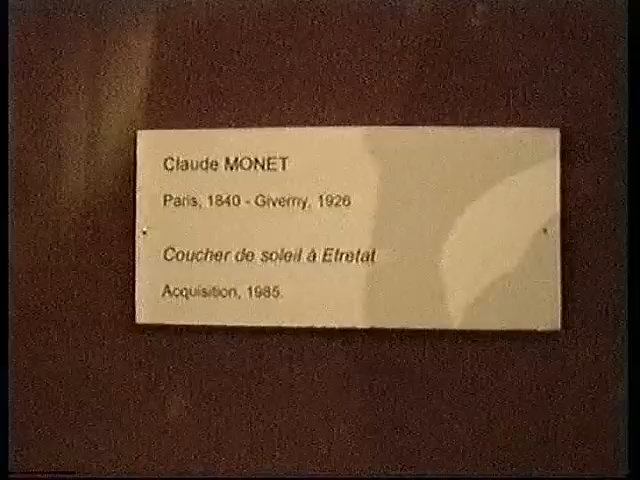 Claude MONET
Paris, 1840 - Giverny, 1926
Coucher de soleil à Etretat
Acquisition, 1985.